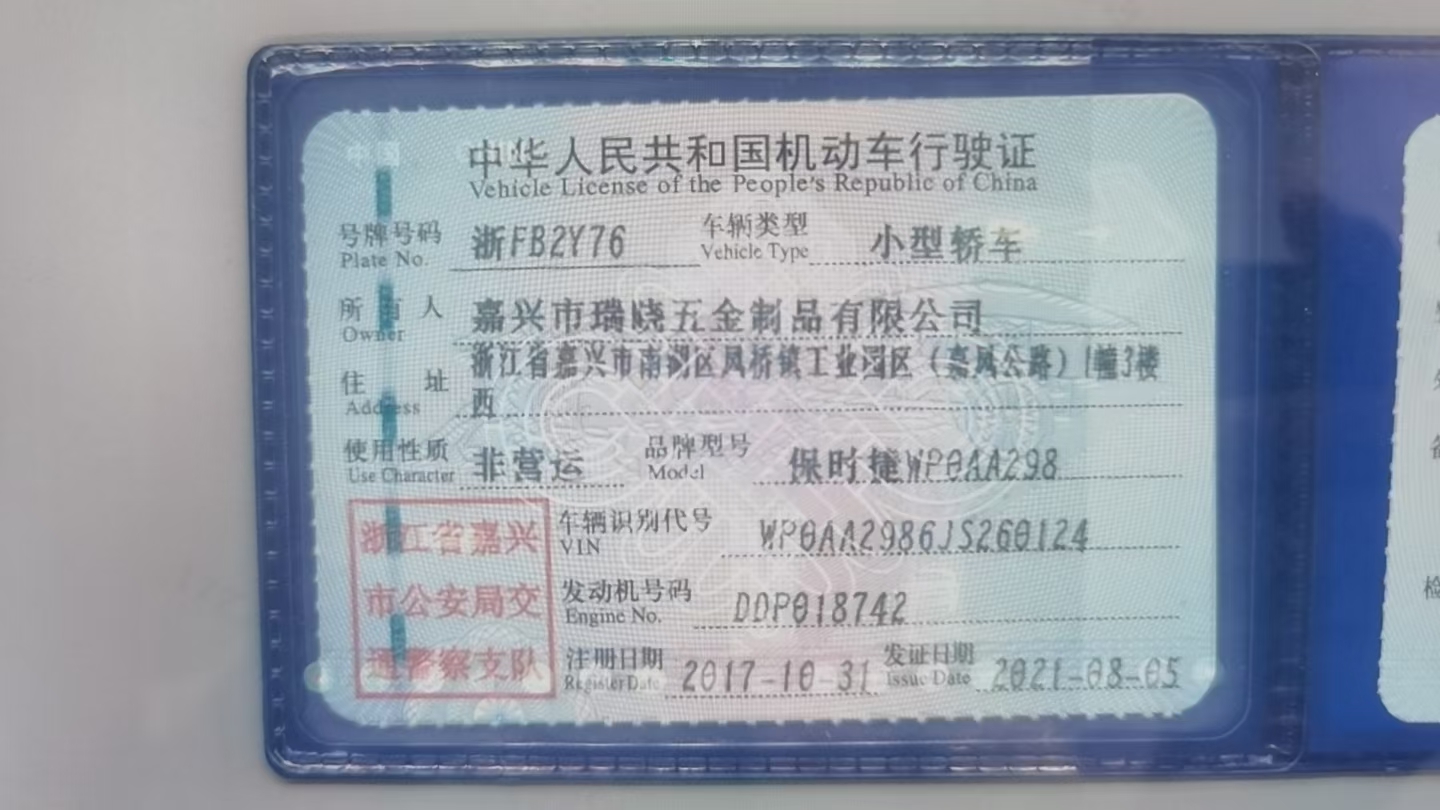 中华人民共和国机动车行驶证
Vehicle License of the People's Republic of China
号牌号码 浙FB2Y76 车辆类型 小型轿车
Plate No. Vehicle Type
所有人 嘉兴市瑞晓五金制品有限公司
Owner
浙江省嘉兴市南湖区凤桥镇工业园区（嘉凤公路）1幢3楼
住址 西
Address
使用性质 非营运 品牌型号 保时捷WP0AA298
Use Character Model
浙江省嘉兴
市公安局交
通警察支队
车辆识别代号 WP0AA2986JS260124
VIN
发动机号码 DDP018742
Engine No.
注册日期 2017-10-31 发证日期 2021-08-05
Register Date Issue Date
检